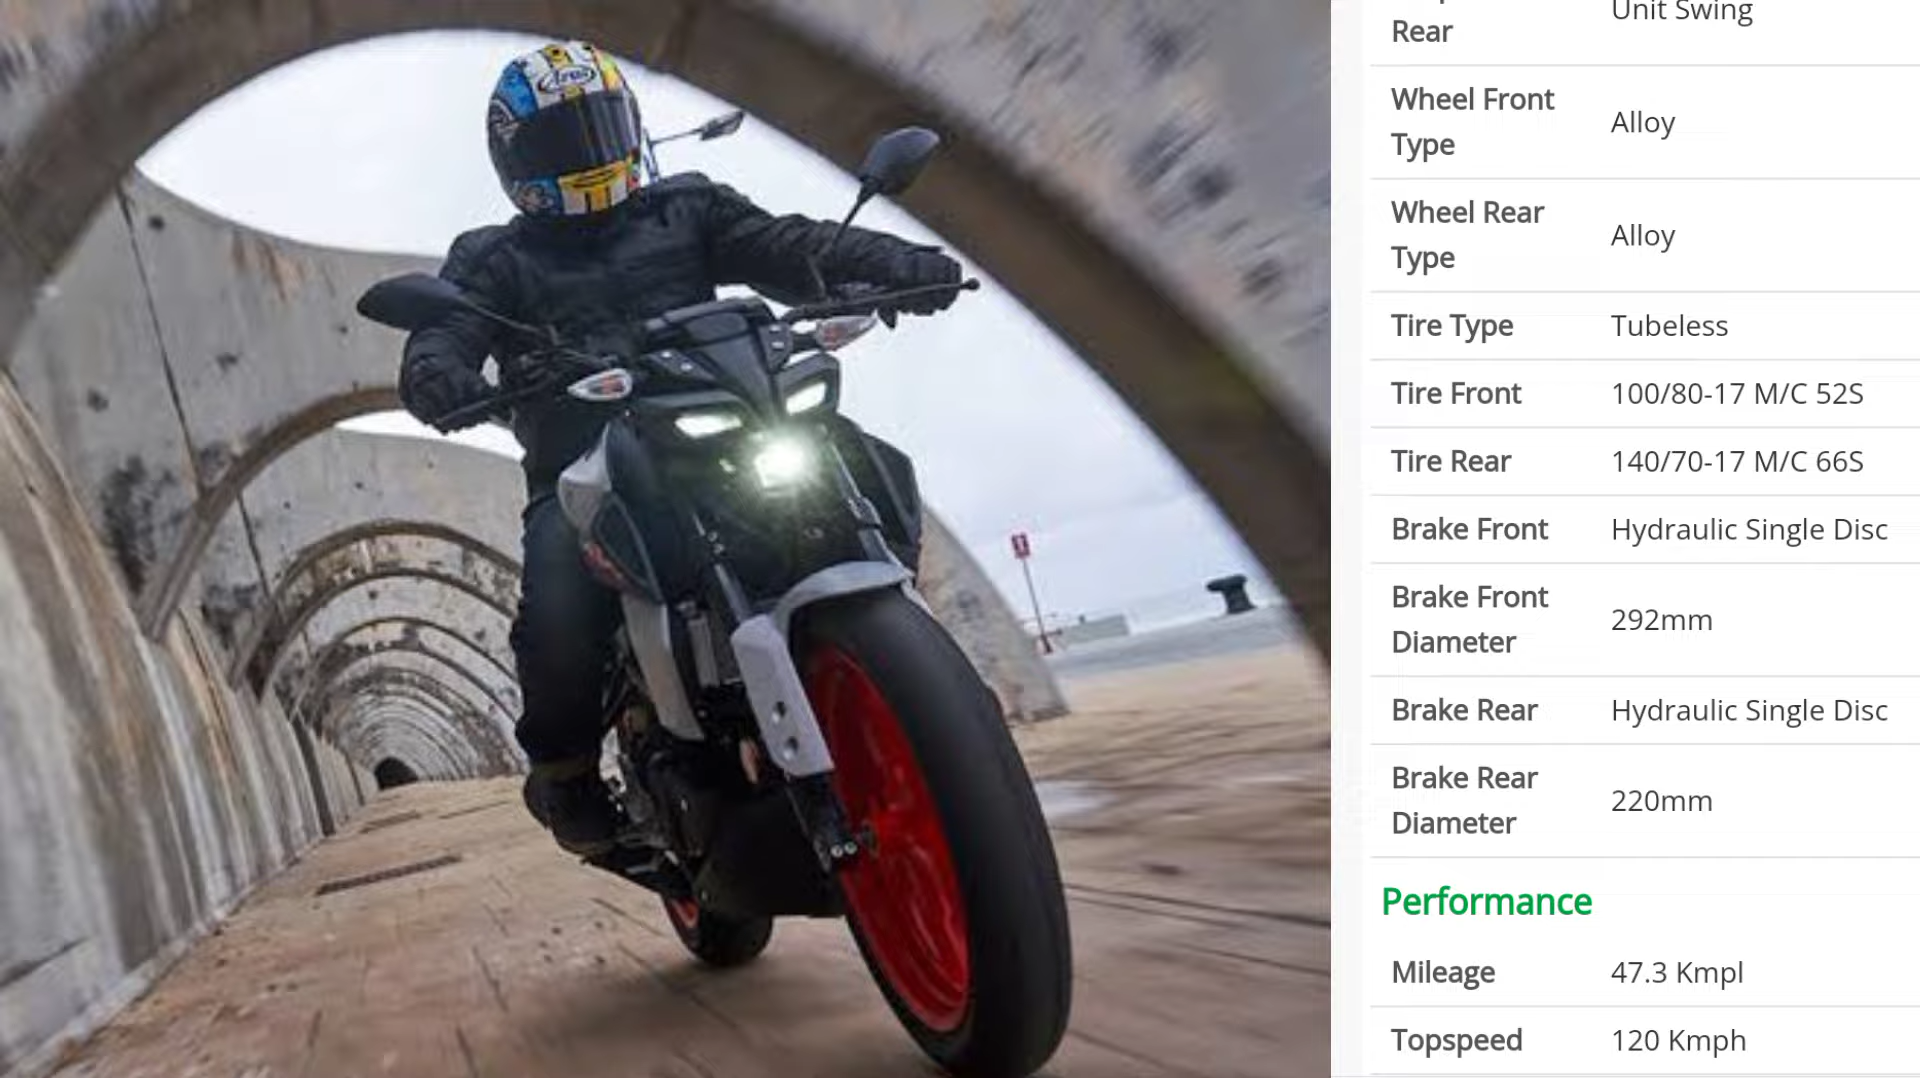 Arai
Rear
Unit Swing
Wheel Front
Type
Alloy
Wheel Rear
Type
Alloy
Tire Type
Tubeless
Tire Front
100/80-17 M/C 52S
Tire Rear
140/70-17 M/C 66S
Brake Front
Hydraulic Single Disc
Brake Front
Diameter
292mm
Brake Rear
Hydraulic Single Disc
Brake Rear
Diameter
220mm
Performance
Mileage
47.3 Kmpl
Topspeed
120 Kmph